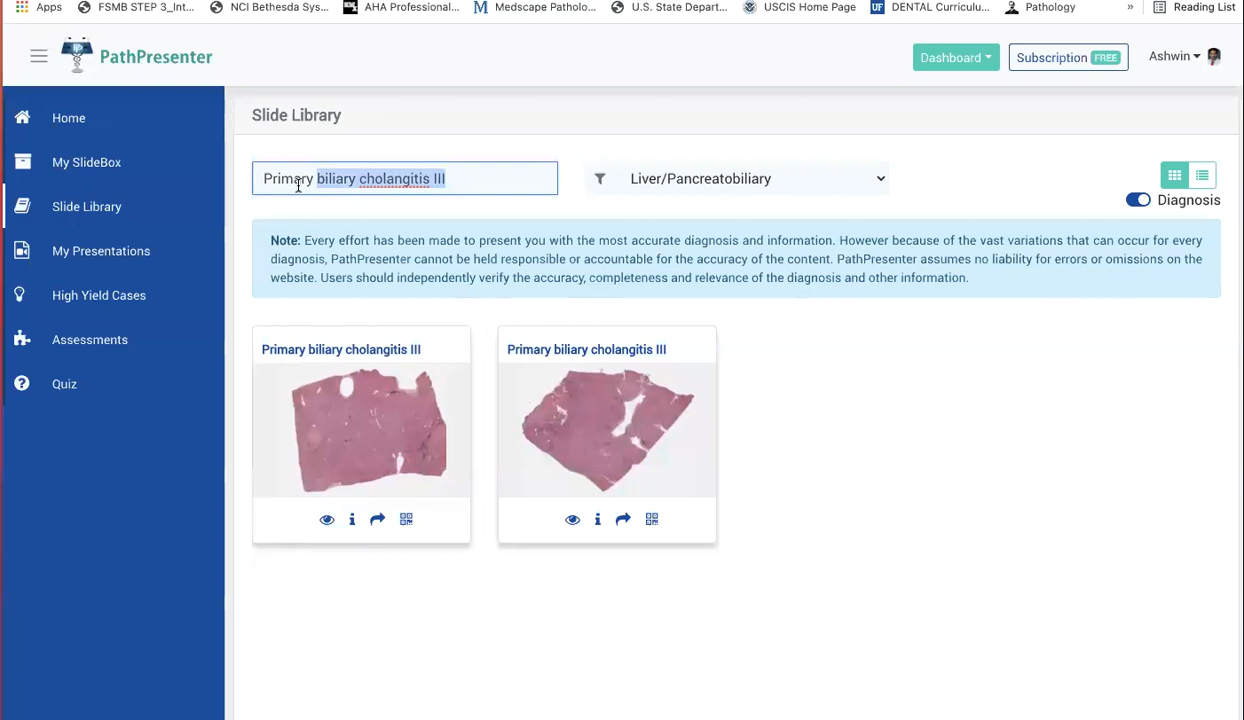 Apps FSMB STEP 3_Int... NCI Bethesda Sys... AHA Professional... Medscape Patholo... U.S. State Depart... USCIS Home Page UF DENTAL Curriculu... Pathology » Reading List
PathPresenter
Dashboard
Subscription FREE
Ashwin
Home
My SlideBox
Slide Library
My Presentations
High Yield Cases
Assessments
Quiz
Slide Library
Primary biliary cholangitis III
Liver/Pancreatobiliary
Diagnosis
Note: Every effort has been made to present you with the most accurate diagnosis and information. However because of the vast variations that can occur for every
diagnosis, PathPresenter cannot be held responsible or accountable for the accuracy of the content. PathPresenter assumes no liability for errors or omissions on the
website. Users should independently verify the accuracy, completeness and relevance of the diagnosis and other information.
Primary biliary cholangitis III
Primary biliary cholangitis III